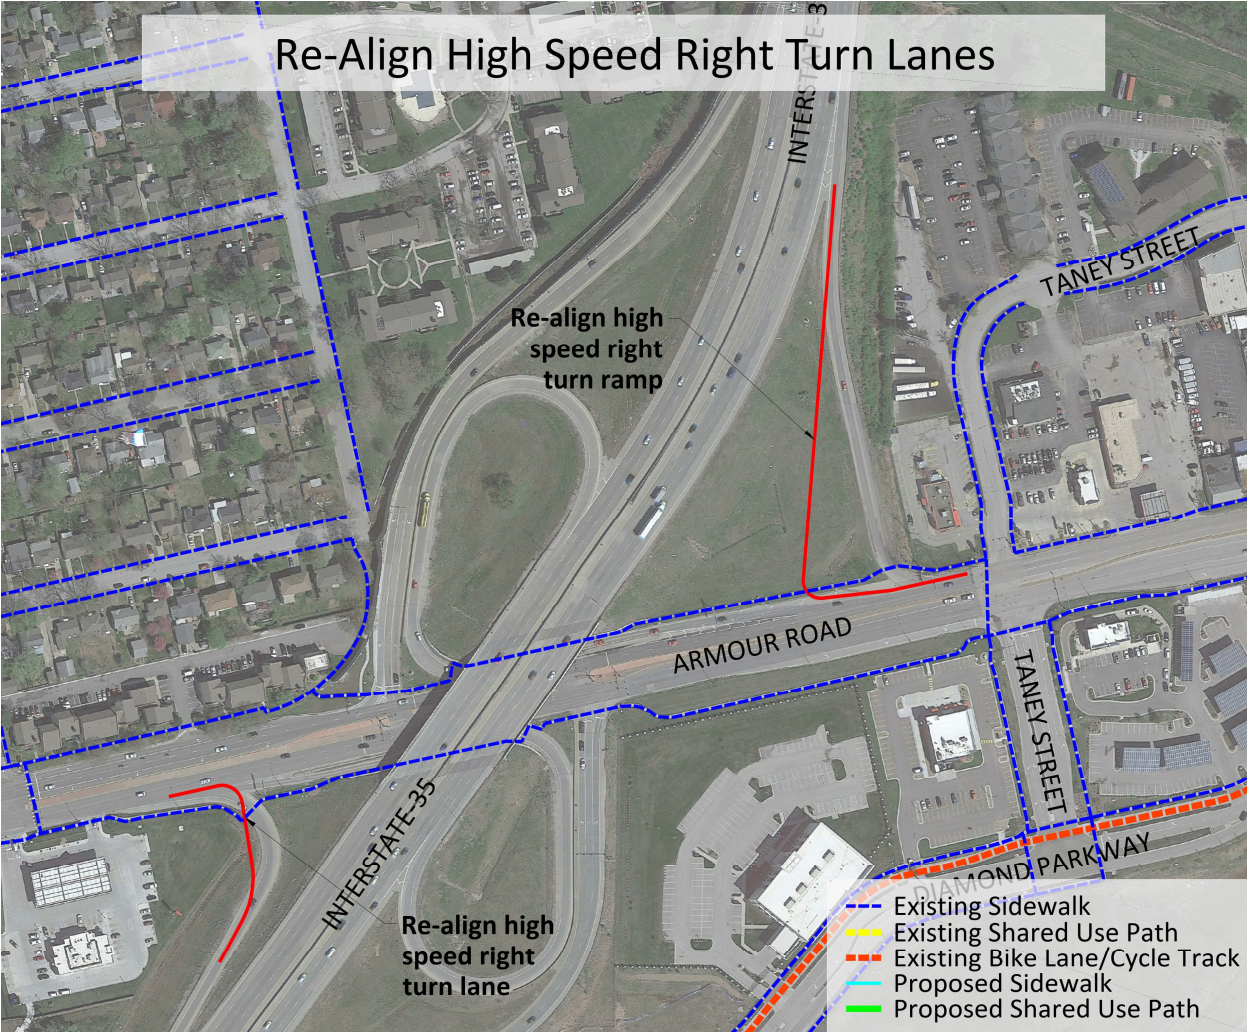 Re-Align High Speed Right Turn Lanes
INTERSTATE-3
TANEY STREET
Re-align high
speed right
turn ramp
ARMOUR ROAD
TANEY STREET
INTERSTATE-35
DIAMOND PARKWAY
Re-align high
speed right
turn lane
Existing Sidewalk
Existing Shared Use Path
Existing Bike Lane/Cycle Track
Proposed Sidewalk
Proposed Shared Use Path